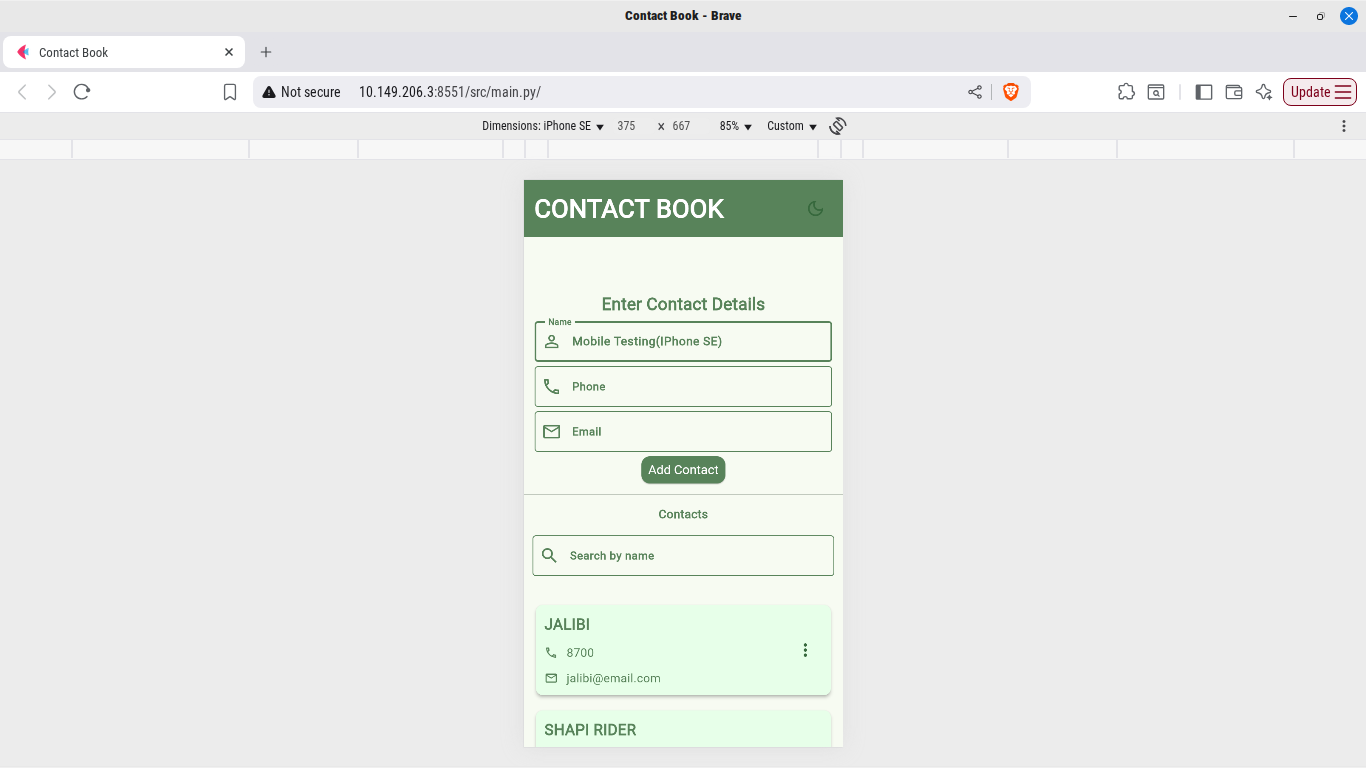 Contact Book - Brave
Contact Book
Not secure 10.149.206.3:8551/src/main.py/
Update
Dimensions: iPhone SE 375 x 667 85% Custom
CONTACT BOOK
Enter Contact Details
Name
Mobile Testing(IPhone SE)
Phone
Email
Add Contact
Contacts
Search by name
JALIBI
8700
jalibi@email.com
SHAPI RIDER